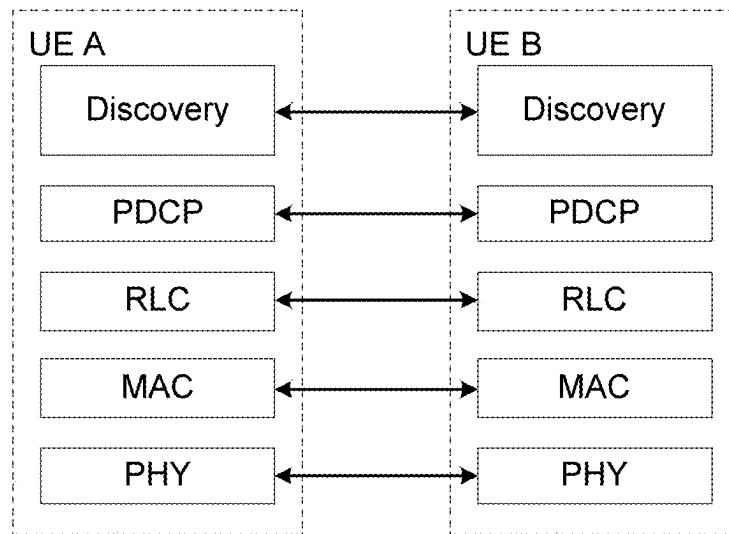 UE A
UE B
Discovery
Discovery
PDCP
PDCP
RLC
RLC
MAC
MAC
PHY
PHY